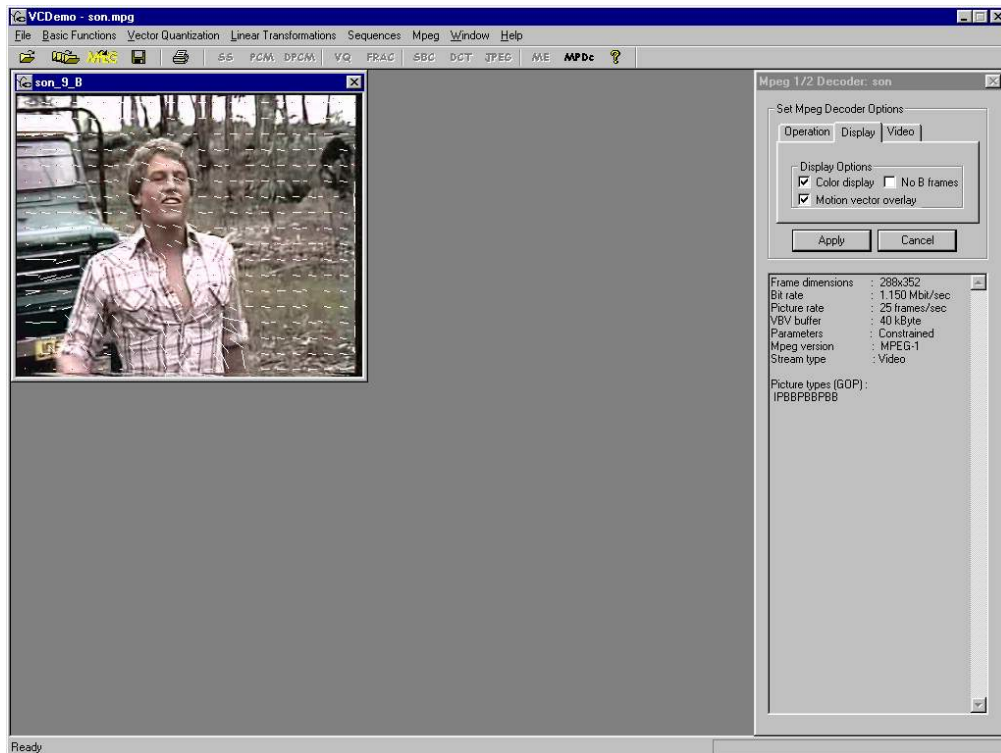 VCDemo - son.mpg
File Basic Functions Vector Quantization Linear Transformations Sequences Mpeg Window Help
SS PCM DPCM VQ FRAC SBC DCT JPEG ME MPDc
son_9_B
Mpeg 1/2 Decoder: son
Set Mpeg Decoder Options
Operation Display Video
Display Options
Color display No B frames
Motion vector overlay
Apply Cancel
Frame dimensions : 288x352
Bit rate : 1.150 Mbit/sec
Picture rate : 25 frames/sec
VBV buffer : 40 kByte
Parameters : Constrained
Mpeg version : MPEG-1
Stream type : Video
Picture types (GOP) :
IPBBPBBPBB
Ready